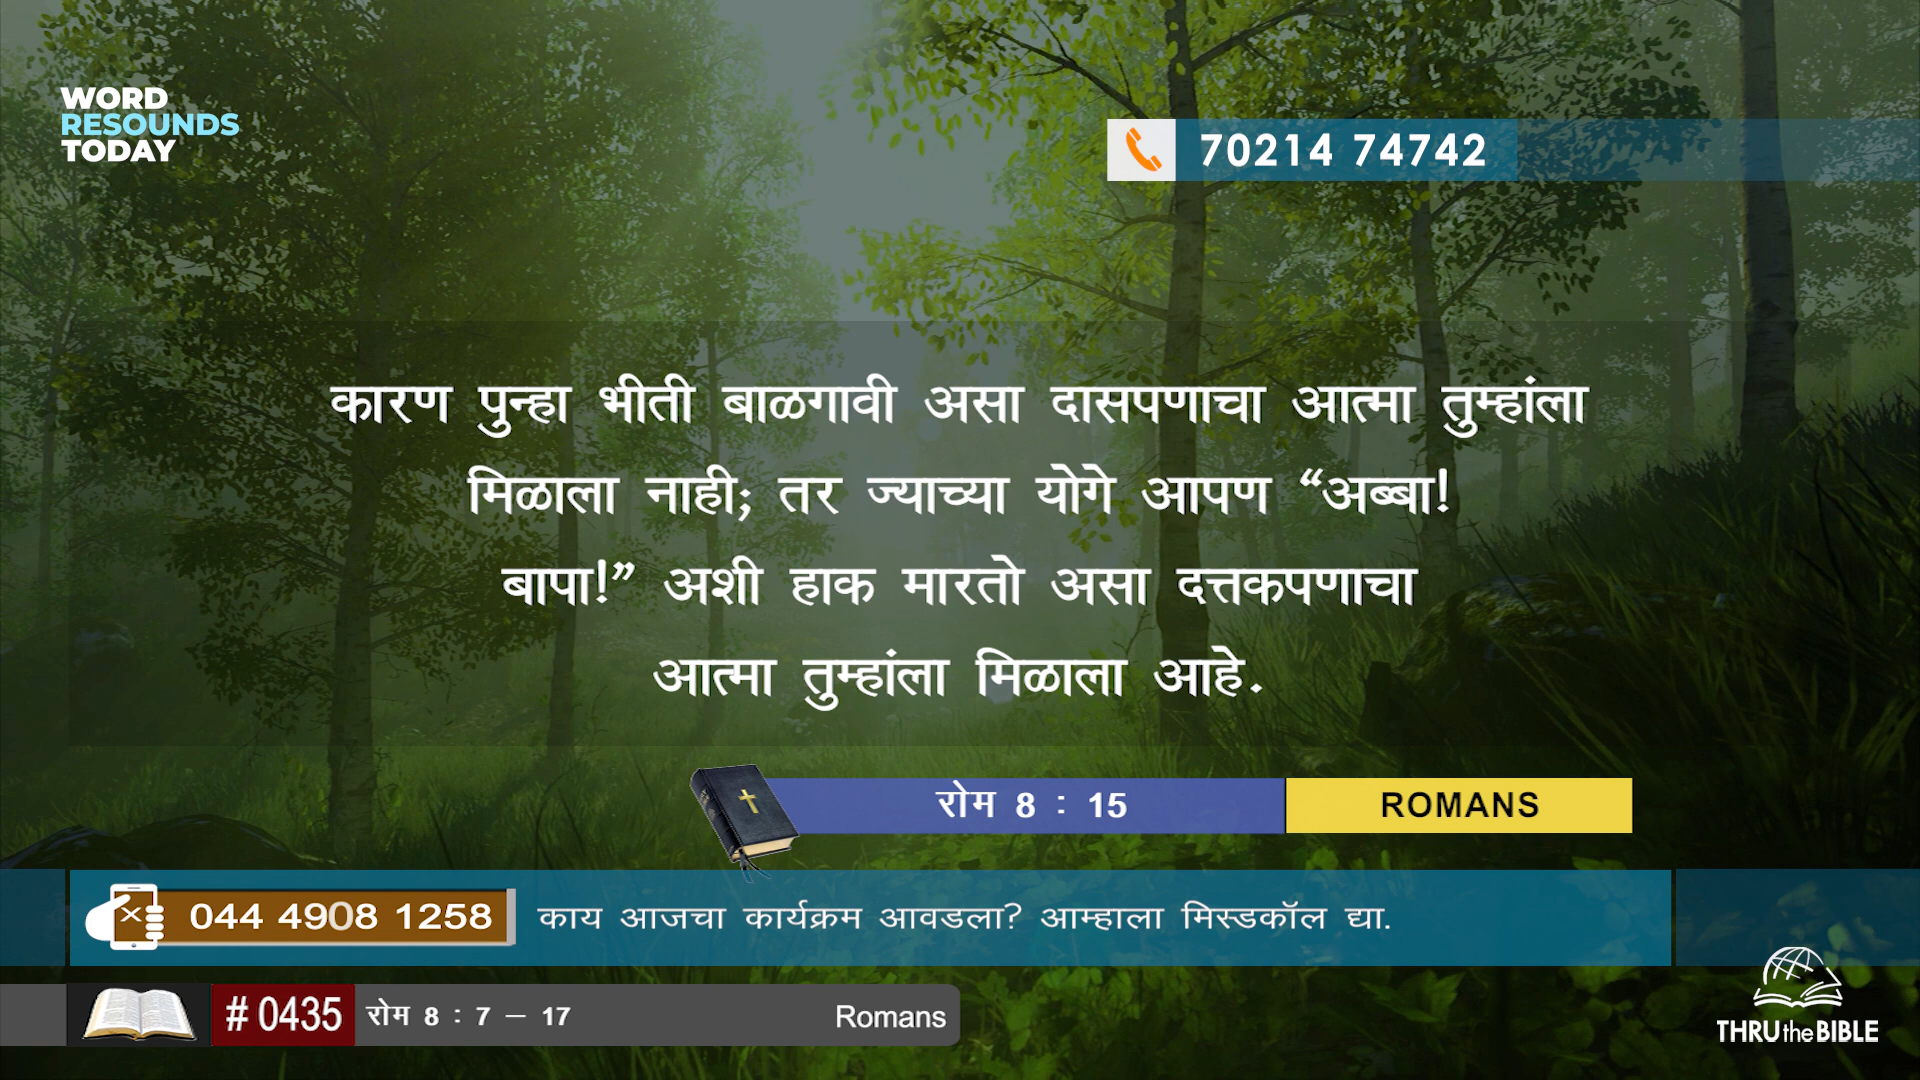 WORD
RESOUNDS
TODAY
70214 74742
कारण पुन्हा भीती बाळगावी असा दासपणाचा आत्मा तुम्हांला
मिळाला नाही; तर ज्याच्या योगे आपण “अब्बा!
बापा!” अशी हाक मारतो असा दत्तकपणाचा
आत्मा तुम्हांला मिळाला आहे.
रोम 8 : 15 ROMANS
044 4908 1258 काय आजचा कार्यक्रम आवडला? आम्हाला मिस्डकॉल द्या.
# 0435 रोम 8 : 7 – 17 Romans
THRU the BIBLE